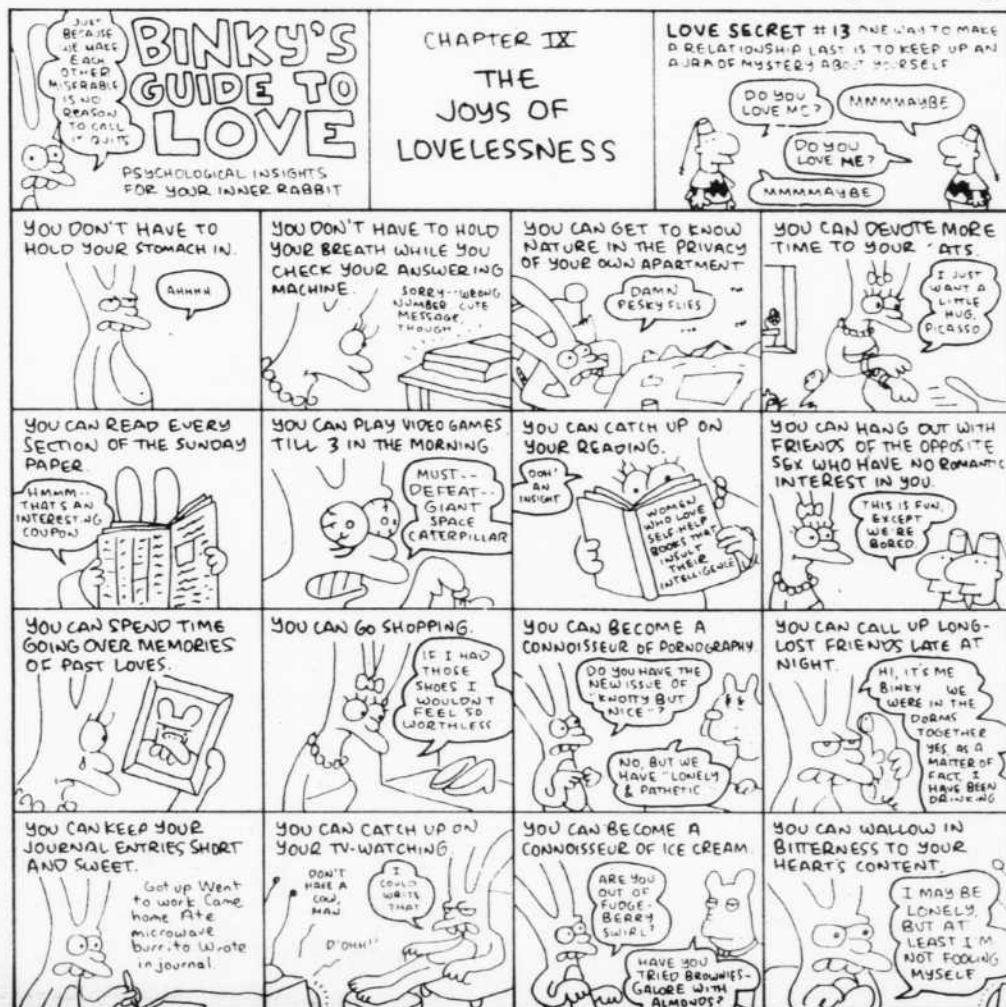 JUST
BECAUSE
WE MAKE
EACH
OTHER
MISERABLE
IS NO
REASON
TO CALL
IT QUITS
BINKY'S
GUIDE TO
LOVE
PSYCHOLOGICAL INSIGHTS
FOR YOUR INNER RABBIT
CHAPTER IX
THE
JOYS OF
LOVELESSNESS
LOVE SECRET #13 ONE WAY TO MAKE
A RELATIONSHIP LAST IS TO KEEP UP AN
AURA OF MYSTERY ABOUT YOURSELF
DO YOU
LOVE ME?
MMMMAYBE
DO YOU
LOVE ME?
MMMMAYBE
YOU DON'T HAVE TO
HOLD YOUR STOMACH IN.
AHHHH
YOU DON'T HAVE TO HOLD
YOUR BREATH WHILE YOU
CHECK YOUR ANSWERING
MACHINE.
SORRY--WRONG
NUMBER CUTE
MESSAGE,
THOUGH
YOU CAN GET TO KNOW
NATURE IN THE PRIVACY
OF YOUR OWN APARTMENT
DAMN
PESKY FLIES
YOU CAN DEVOTE MORE
TIME TO YOUR 'ATS.
I JUST
WANT A
LITTLE
HUG,
PICASSO
YOU CAN READ EVERY
SECTION OF THE SUNDAY
PAPER.
HMMM--
THAT'S AN
INTERESTING
COUPON
YOU CAN PLAY VIDEO GAMES
TILL 3 IN THE MORNING.
MUST--
DEFEAT--
GIANT
SPACE
CATERPILLAR
YOU CAN CATCH UP ON
YOUR READING.
OOH!
AN
INSIGHT
WOMEN
WHO LOVE
SELF-HELP
BOOKS THAT
INSULT
THEIR
INTELLIGENCE
YOU CAN HANG OUT WITH
FRIENDS OF THE OPPOSITE
SEX WHO HAVE NO ROMANTIC
INTEREST IN YOU.
THIS IS FUN,
EXCEPT
WE'RE
BORED
YOU CAN SPEND TIME
GOING OVER MEMORIES
OF PAST LOVES.
YOU CAN GO SHOPPING.
IF I HAD
THOSE
SHOES I
WOULDN'T
FEEL SO
WORTHLESS
YOU CAN BECOME A
CONNOISSEUR OF PORNOGRAPHY.
DO YOU HAVE THE
NEW ISSUE OF
"KNOTTY BUT
NICE"?
NO, BUT WE
HAVE "LONELY
& PATHETIC"
YOU CAN CALL UP LONG-
LOST FRIENDS LATE AT
NIGHT.
HI, IT'S ME
BINKY WE
WERE IN THE
DORMS
TOGETHER
YES, AS A
MATTER OF
FACT, I
HAVE BEEN
DRINKING
YOU CAN KEEP YOUR
JOURNAL ENTRIES SHORT
AND SWEET.
Got up Went
to work Came
home Ate
microwave
burrito Wrote
in journal.
YOU CAN CATCH UP ON
YOUR TV-WATCHING.
DON'T
HAVE A
COW,
MAN
D'OHH!!
I
COULD
WRITE
THAT
YOU CAN BECOME A
CONNOISSEUR OF ICE CREAM.
ARE YOU
OUT OF
FUDGE-
BERRY
SWIRL?
HAVE YOU
TRIED BROWNIES-
GALORE WITH
ALMONDS?
YOU CAN WALLOW IN
BITTERNESS TO YOUR
HEART'S CONTENT.
I MAY BE
LONELY,
BUT AT
LEAST I'M
NOT FOOLING
MYSELF